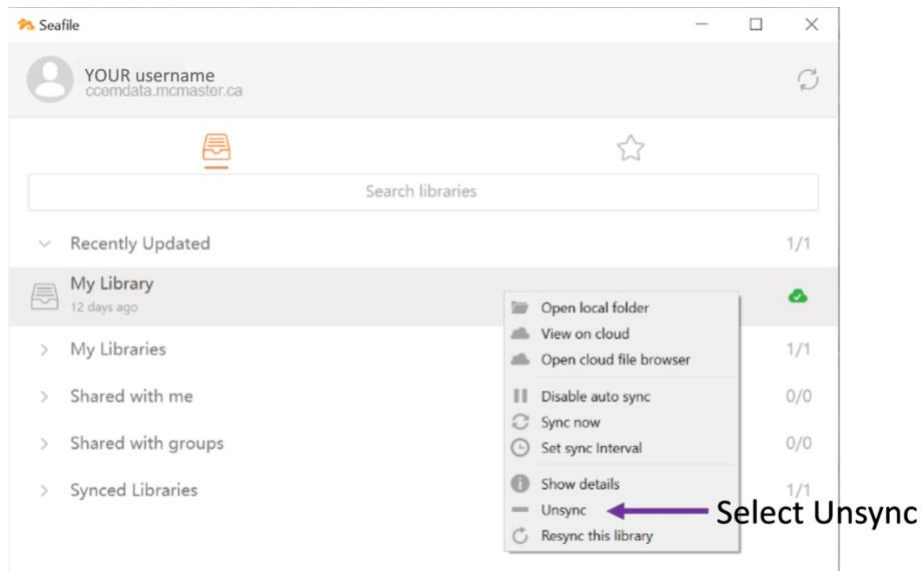 Seafile
YOUR username
ccemdata.mcmaster.ca
Search libraries
Recently Updated 1/1
My Library
12 days ago
Open local folder
View on cloud
My Libraries 1/1
Open cloud file browser
Shared with me 0/0
Disable auto sync
Sync now
Shared with groups 0/0
Set sync Interval
Show details
Synced Libraries 1/1
Unsync
Select Unsync
Resync this library